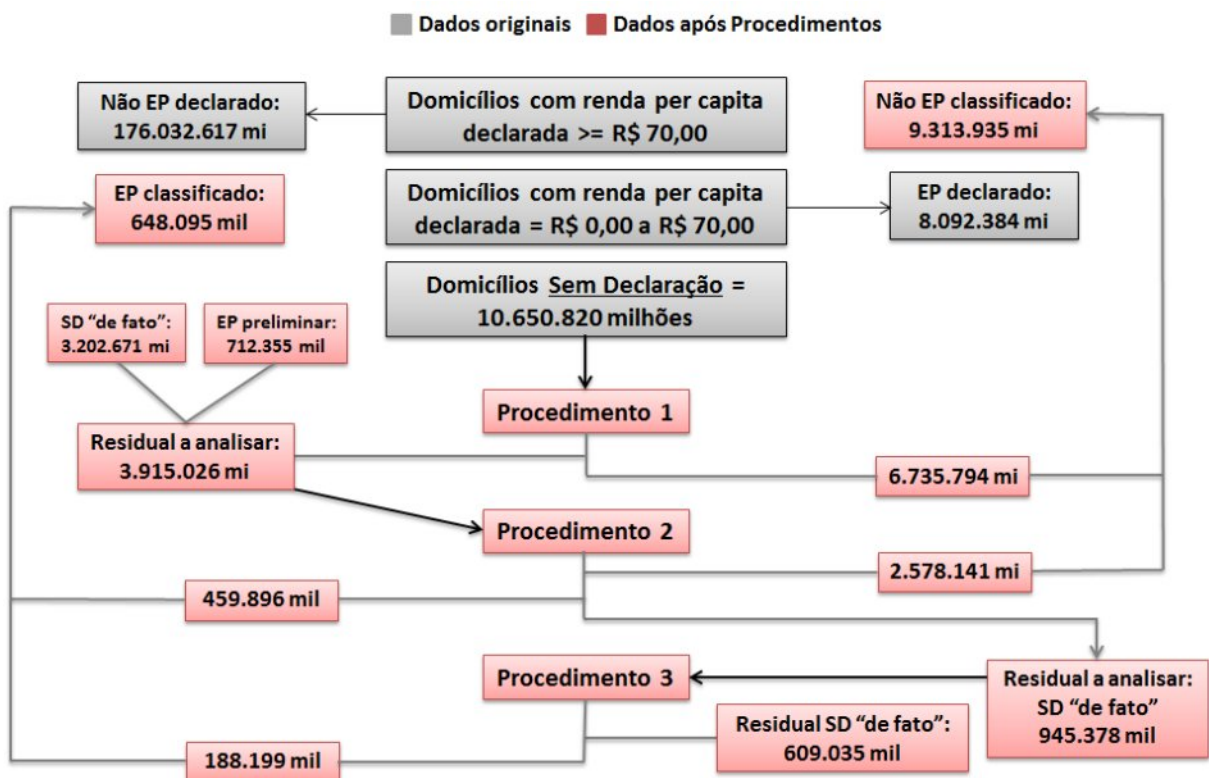 Dados originais Dados após Procedimentos
Não EP declarado:
176.032.617 mi
Domicílios com renda per capita
declarada >= R$ 70,00
Não EP classificado:
9.313.935 mi
EP classificado:
648.095 mil
Domicílios com renda per capita
declarada = R$ 0,00 a R$ 70,00
EP declarado:
8.092.384 mi
Domicílios Sem Declaração =
10.650.820 milhões
SD “de fato”:
3.202.671 mi
EP preliminar:
712.355 mil
Procedimento 1
Residual a analisar:
3.915.026 mi
6.735.794 mi
Procedimento 2
2.578.141 mi
459.896 mil
Procedimento 3
Residual a analisar:
SD “de fato”
945.378 mil
Residual SD “de fato”:
609.035 mil
188.199 mil